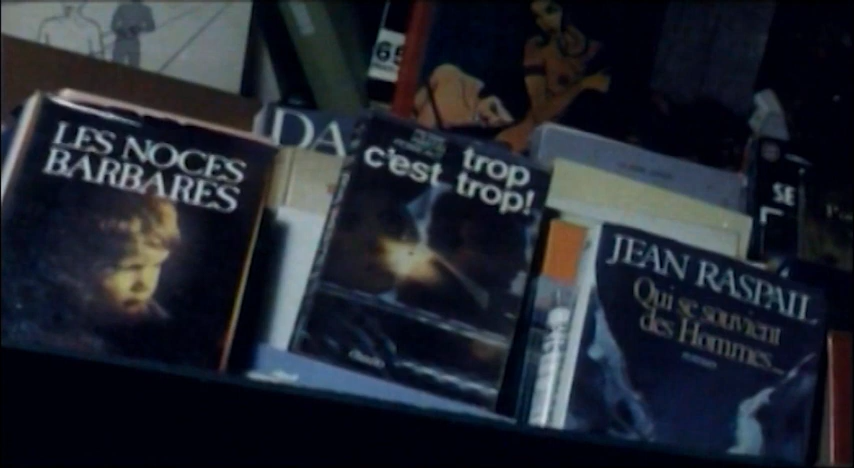 65
LES NOCES
BARBARES
DA
c'est trop
trop!
JEAN RASPAIL
Qui se souvient
des Hommes...
SE